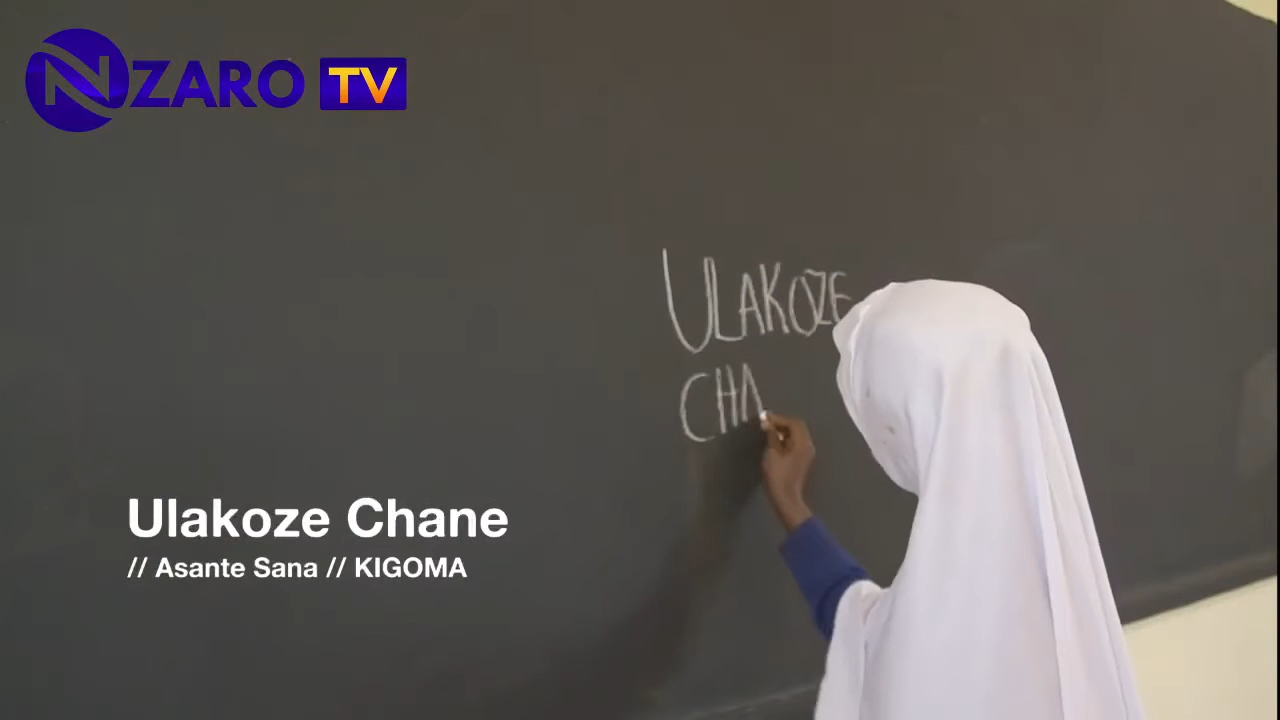 NZARO TV
ULAKOZE
CHA
Ulakoze Chane
// Asante Sana // KIGOMA